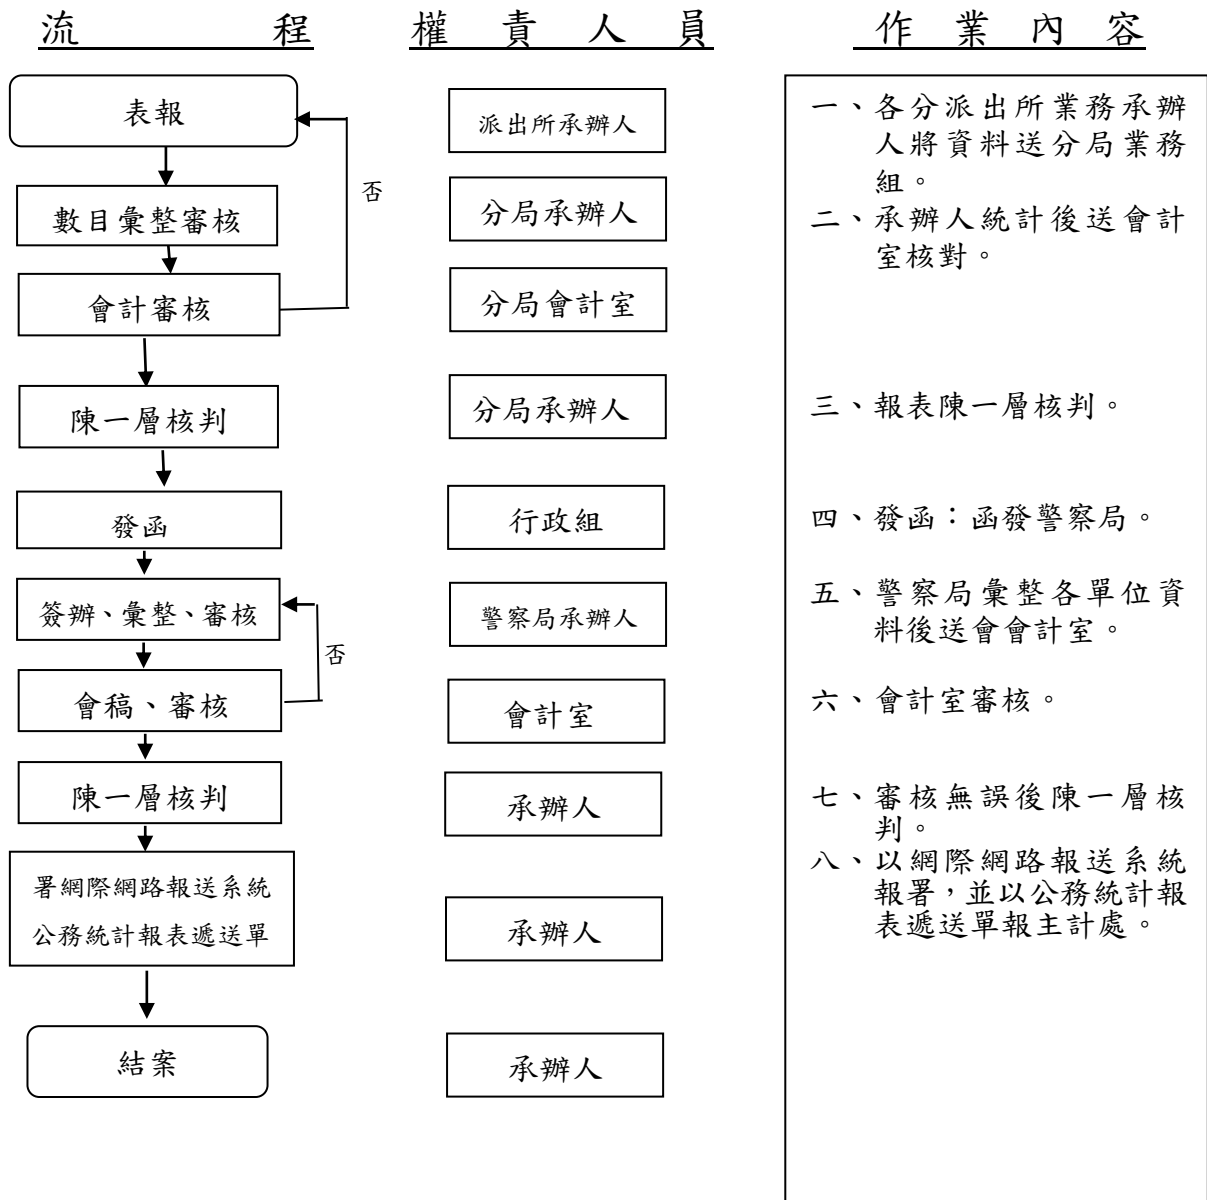 流程
權責人員
作業內容
表報
派出所承辦人
否
數目彙整審核
分局承辦人
會計審核
分局會計室
陳一層核判
分局承辦人
發函
行政組
簽辦、彙整、審核
警察局承辦人
否
會稿、審核
會計室
陳一層核判
承辦人
署網際網路報送系統
公務統計報表遞送單
承辦人
結案
承辦人
一、各分派出所業務承辦
人將資料送分局業務
組。
二、承辦人統計後送會計
室核對。
三、報表陳一層核判。
四、發函：函發警察局。
五、警察局彙整各單位資
料後送會會計室。
六、會計室審核。
七、審核無誤後陳一層核
判。
八、以網際網路報送系統
報署，並以公務統計報
表遞送單報主計處。